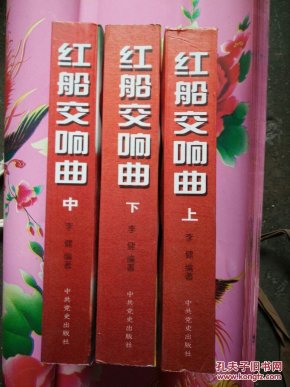 红船交响曲
中
李健 编著
中共党史出版社
红船交响曲
下
李健 编著
中共党史出版社
红船交响曲
上
李健 编著
中共党史出版社
孔夫子旧书网